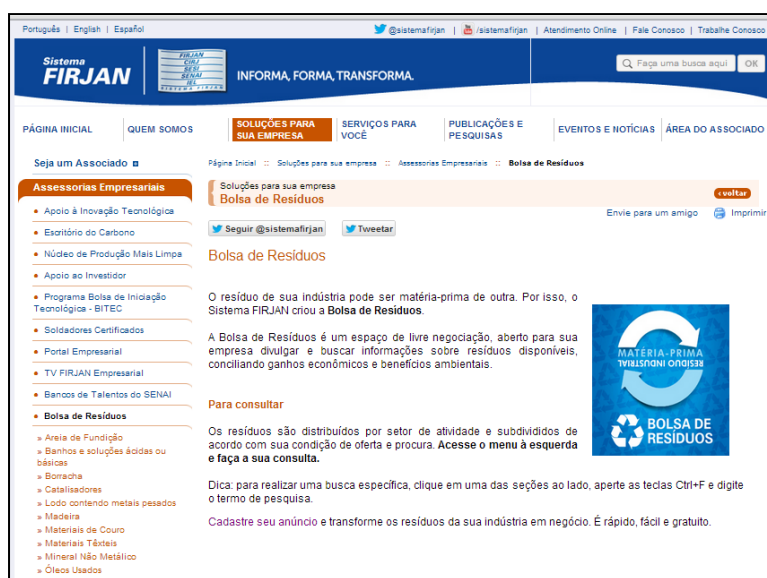 Português | English | Español
@sistemafirjan | /sistemafirjan | Atendimento Online | Fale Conosco | Trabalhe Conosco
Sistema
FIRJAN
FIRJAN
CIRJ
SESI
SENAI
IEL
SISTEMA FIRJAN
INFORMA, FORMA, TRANSFORMA.
Faça uma busca aqui OK
PÁGINA INICIAL
QUEM SOMOS
SOLUÇÕES PARA
SUA EMPRESA
SERVIÇOS PARA
VOCÊ
PUBLICAÇÕES E
PESQUISAS
EVENTOS E NOTÍCIAS
ÁREA DO ASSOCIADO
Seja um Associado
Página Inicial :: Soluções para sua empresa :: Assessorias Empresariais :: Bolsa de Resíduos
Assessorias Empresariais
• Apoio à Inovação Tecnológica
• Escritório do Carbono
• Núcleo de Produção Mais Limpa
• Apoio ao Investidor
• Programa Bolsa de Iniciação
Tecnológica - BITEC
• Soldadores Certificados
• Portal Empresarial
• TV FIRJAN Empresarial
• Bancos de Talentos do SENAI
• Bolsa de Resíduos
» Areia de Fundição
» Banhos e soluções ácidas ou
básicas
» Borracha
» Catalisadores
» Lodo contendo metais pesados
» Madeira
» Materiais de Couro
» Materiais Têxteis
» Mineral Não Metálico
» Óleos Usados
Soluções para sua empresa
Bolsa de Resíduos
‹ voltar
Envie para um amigo Imprimir
Seguir @sistemafirjan Tweetar
Bolsa de Resíduos
O resíduo de sua indústria pode ser matéria-prima de outra. Por isso, o
Sistema FIRJAN criou a Bolsa de Resíduos.
A Bolsa de Resíduos é um espaço de livre negociação, aberto para sua
empresa divulgar e buscar informações sobre resíduos disponíveis,
conciliando ganhos econômicos e benefícios ambientais.
MATÉRIA-PRIMA
RESÍDUO INDUSTRIAL
BOLSA DE
RESÍDUOS
Para consultar
Os resíduos são distribuídos por setor de atividade e subdivididos de
acordo com sua condição de oferta e procura. Acesse o menu à esquerda
e faça a sua consulta.
Dica: para realizar uma busca específica, clique em uma das seções ao lado, aperte as teclas Ctrl+F e digite
o termo de pesquisa.
Cadastre seu anúncio e transforme os resíduos da sua indústria em negócio. É rápido, fácil e gratuito.